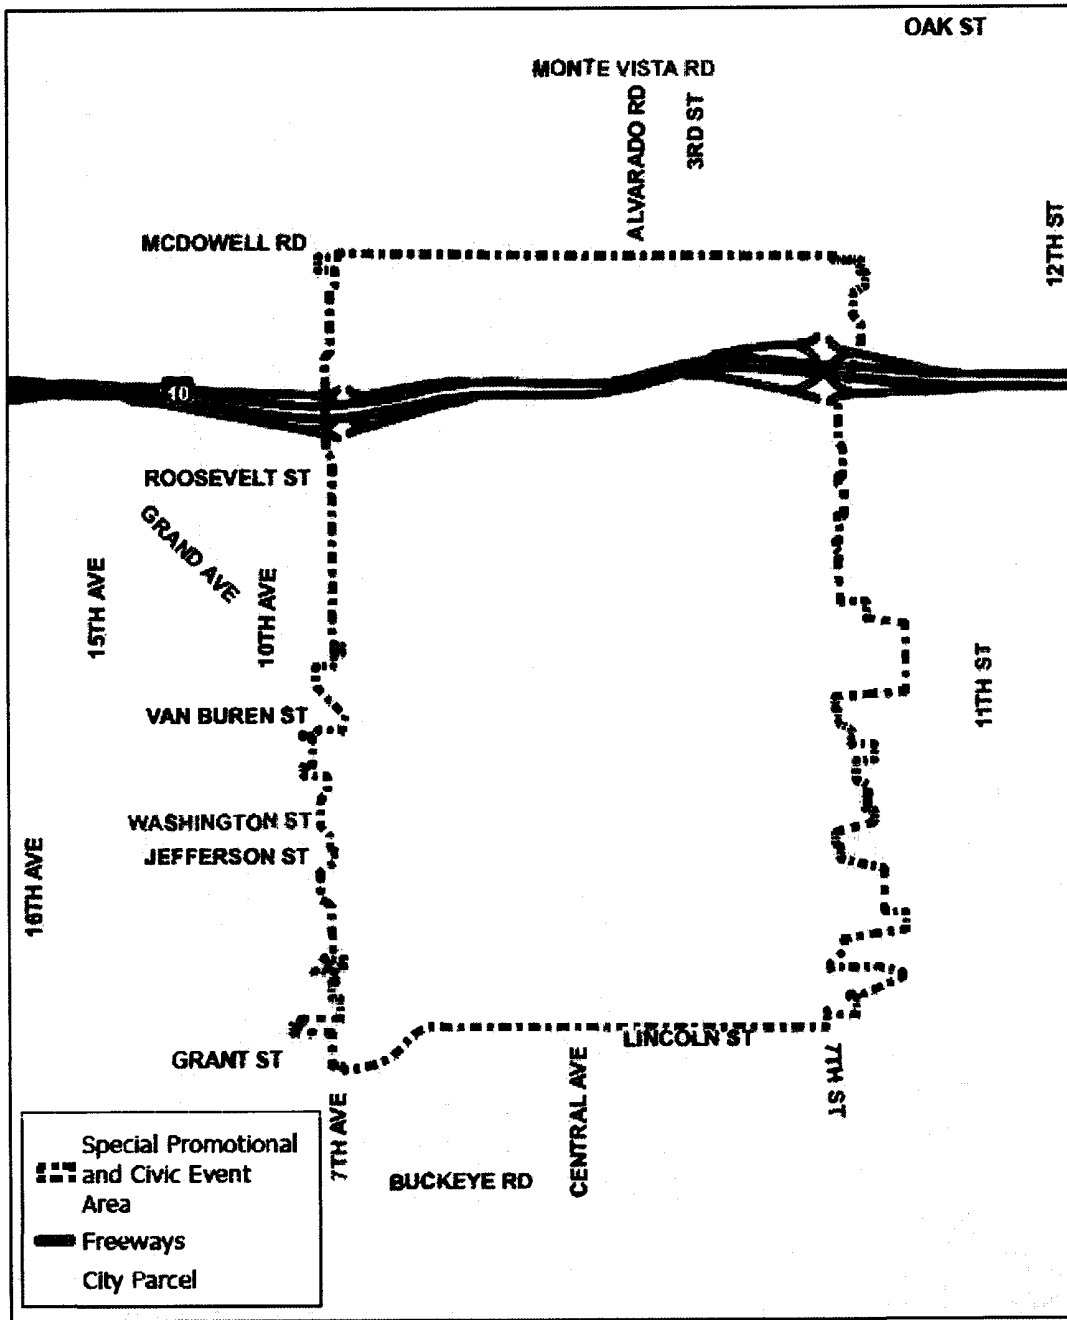 OAK ST
MONTE VISTA RD
ALVARADO RD
3RD ST
12TH ST
MCDOWELL RD
10
ROOSEVELT ST
GRAND AVE
15TH AVE
10TH AVE
11TH ST
VAN BUREN ST
WASHINGTON ST
JEFFERSON ST
16TH AVE
GRANT ST
LINCOLN ST
7TH AVE
CENTRAL AVE
7TH ST
BUCKEYE RD
Special Promotional
and Civic Event
Area
Freeways
City Parcel